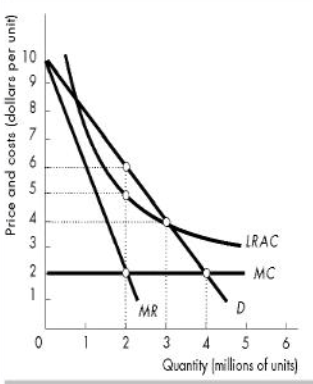 Price and costs (dollars per unit)
10
9
8
7
6
5
4
3
2
1
0
1
2
3
4
5
6
LRAC
MC
MR
D
Quantity (millions of units)